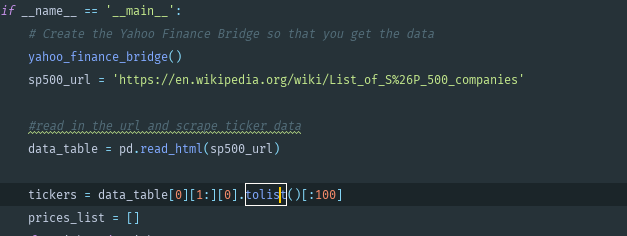 if __name__ == '__main__':
# Create the Yahoo Finance Bridge so that you get the data
yahoo_finance_bridge()
sp500_url = 'https://en.wikipedia.org/wiki/List_of_S%26P_500_companies'
#read in the url and scrape ticker data
data_table = pd.read_html(sp500_url)
tickers = data_table[0][1:][0].tolist()[:100]
prices_list = []